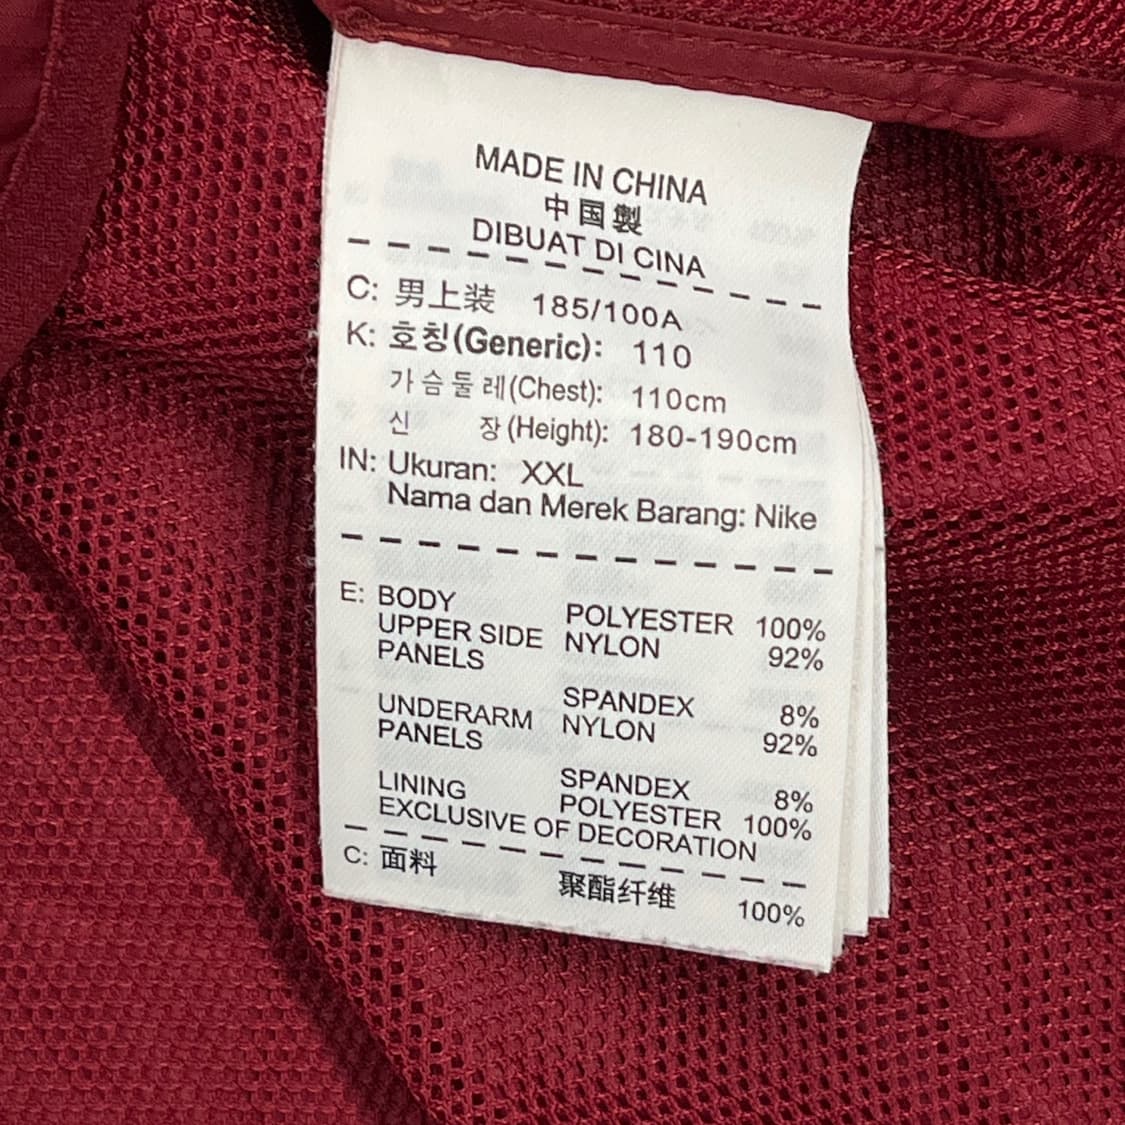 MADE IN CHINA
中国製
DIBUAT DI CINA
C: 男上装 185/100A
K: 호칭(Generic): 110
가슴둘레(Chest): 110cm
신 장(Height): 180-190cm
IN: Ukuran: XXL
Nama dan Merek Barang: Nike
E: BODY POLYESTER 100%
UPPER SIDE NYLON 92%
PANELS
SPANDEX 8%
UNDERARM NYLON 92%
PANELS
SPANDEX 8%
LINING POLYESTER 100%
EXCLUSIVE OF DECORATION
C: 面料 聚酯纤维 100%